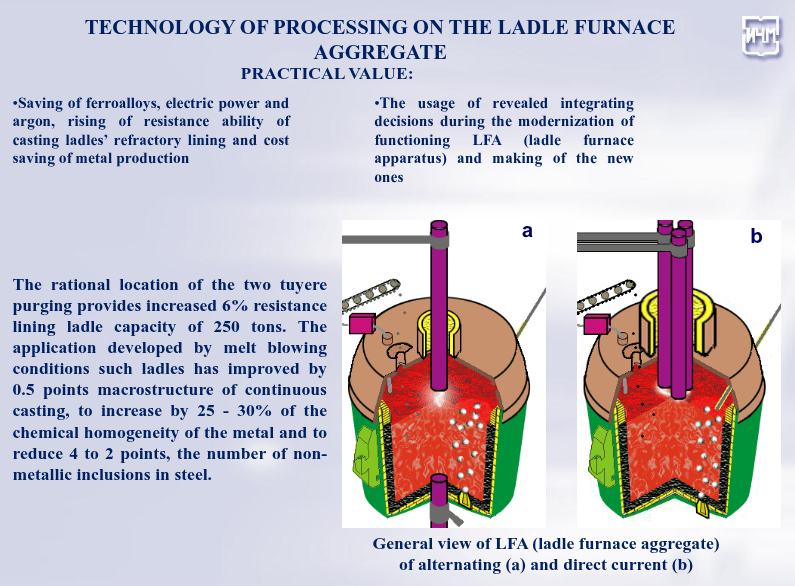 TECHNOLOGY OF PROCESSING ON THE LADLE FURNACE
AGGREGATE
PRACTICAL VALUE:
ИЧМ
•Saving of ferroalloys, electric power and
argon, rising of resistance ability of
casting ladles' refractory lining and cost
saving of metal production
•The usage of revealed integrating
decisions during the modernization of
functioning LFA (ladle furnace
apparatus) and making of the new
ones
The rational location of the two tuyere
purging provides increased 6% resistance
lining ladle capacity of 250 tons. The
application developed by melt blowing
conditions such ladles has improved by
0.5 points macrostructure of continuous
casting, to increase by 25 - 30% of the
chemical homogeneity of the metal and to
reduce 4 to 2 points, the number of non-
metallic inclusions in steel.
a
b
General view of LFA (ladle furnace aggregate)
of alternating (a) and direct current (b)